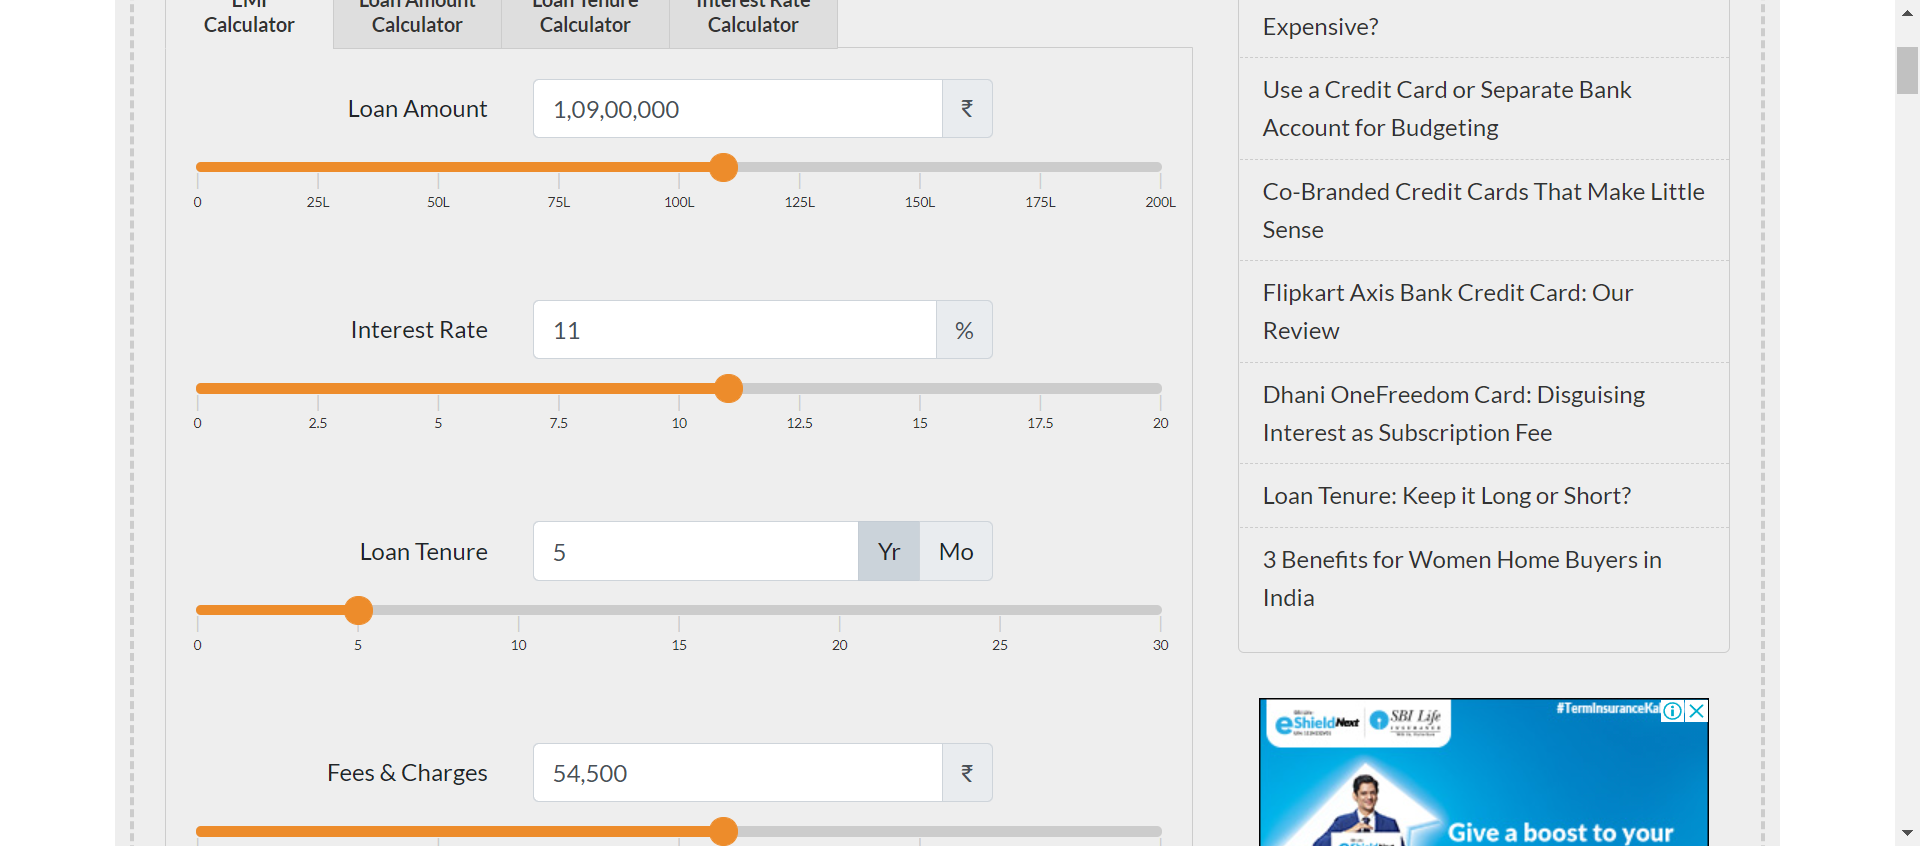 EMI
Calculator
Loan Amount
Calculator
Loan Tenure
Calculator
Interest Rate
Calculator
Loan Amount
1,09,00,000
₹
0
25L
50L
75L
100L
125L
150L
175L
200L
Interest Rate
11
%
0
2.5
5
7.5
10
12.5
15
17.5
20
Loan Tenure
5
Yr
Mo
0
5
10
15
20
25
30
Fees & Charges
54,500
₹
Expensive?
Use a Credit Card or Separate Bank
Account for Budgeting
Co-Branded Credit Cards That Make Little
Sense
Flipkart Axis Bank Credit Card: Our
Review
Dhani OneFreedom Card: Disguising
Interest as Subscription Fee
Loan Tenure: Keep it Long or Short?
3 Benefits for Women Home Buyers in
India
eShieldNext
SBI Life
INSURANCE
Give a boost to your